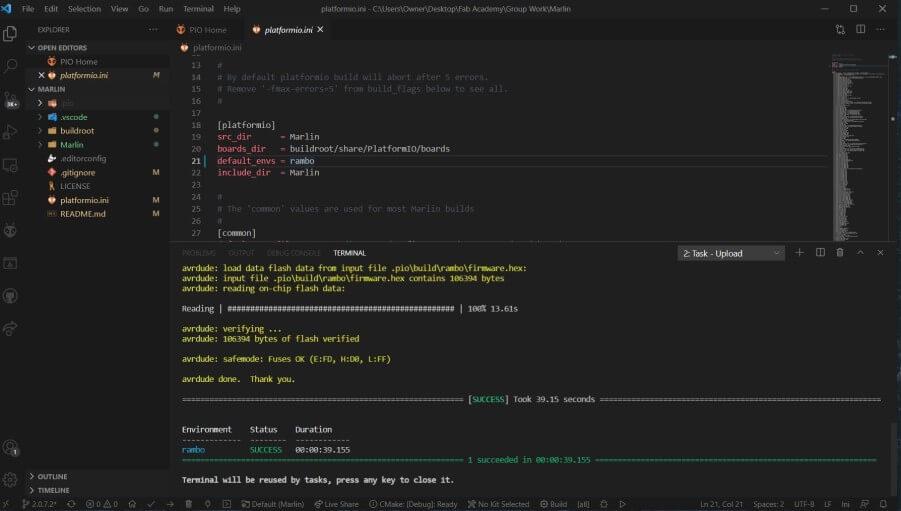 File Edit Selection View Go Run Terminal Help platformio.ini - C:\Users\Owner\Desktop\Fab Academy\Group Work\Marlin
EXPLORER
PIO Home
platformio.ini
OPEN EDITORS
PIO Home
platformio.ini M
MARLIN
.pio
.vscode
buildroot
Marlin
.editorconfig
.gitignore M
LICENSE
platformio.ini M
README.md M
OUTLINE
TIMELINE
platformio.ini
13 #
14 # By default platformio build will abort after 5 errors.
15 # Remove '-fmax-errors=5' from build_flags below to see all.
16 #
17
18 [platformio]
19 src_dir = Marlin
20 boards_dir = buildroot/share/PlatformIO/boards
21 default_envs = rambo
22 include_dir = Marlin
23
24 #
25 # The 'common' values are used for most Marlin builds
26 #
27 [common]
PROBLEMS OUTPUT DEBUG CONSOLE TERMINAL 2: Task - Upload
avrdude: load data flash data from input file .pio\build\rambo\firmware.hex:
avrdude: input file .pio\build\rambo\firmware.hex contains 106394 bytes
avrdude: reading on-chip flash data:
Reading | ################################################## | 100% 13.61s
avrdude: verifying ...
avrdude: 106394 bytes of flash verified
avrdude: safemode: Fuses OK (E:FD, H:D0, L:FF)
avrdude done. Thank you.
[SUCCESS] Took 39.15 seconds
Environment Status Duration
rambo SUCCESS 00:00:39.155
1 succeeded in 00:00:39.155
Terminal will be reused by tasks, press any key to close it.
2.0.7.2* 0 0 Default (Marlin) Live Share CMake: [Debug]: Ready No Kit Selected Build [all] Ln 21, Col 21 Spaces: 2 UTF-8 LF Ini